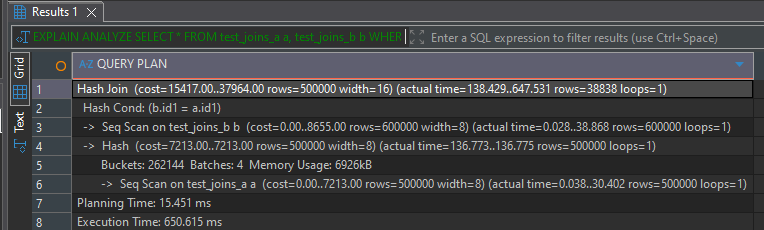 Results 1
EXPLAIN ANALYZE SELECT * FROM test_joins_a a, test_joins_b b WHER
Enter a SQL expression to filter results (use Ctrl+Space)
Grid
Text
A-Z QUERY PLAN
1 Hash Join (cost=15417.00..37964.00 rows=500000 width=16) (actual time=138.429..647.531 rows=38838 loops=1)
2 Hash Cond: (b.id1 = a.id1)
3 -> Seq Scan on test_joins_b b (cost=0.00..8655.00 rows=600000 width=8) (actual time=0.028..38.868 rows=600000 loops=1)
4 -> Hash (cost=7213.00..7213.00 rows=500000 width=8) (actual time=136.773..136.775 rows=500000 loops=1)
5 Buckets: 262144 Batches: 4 Memory Usage: 6926kB
6 -> Seq Scan on test_joins_a a (cost=0.00..7213.00 rows=500000 width=8) (actual time=0.038..30.402 rows=500000 loops=1)
7 Planning Time: 15.451 ms
8 Execution Time: 650.615 ms